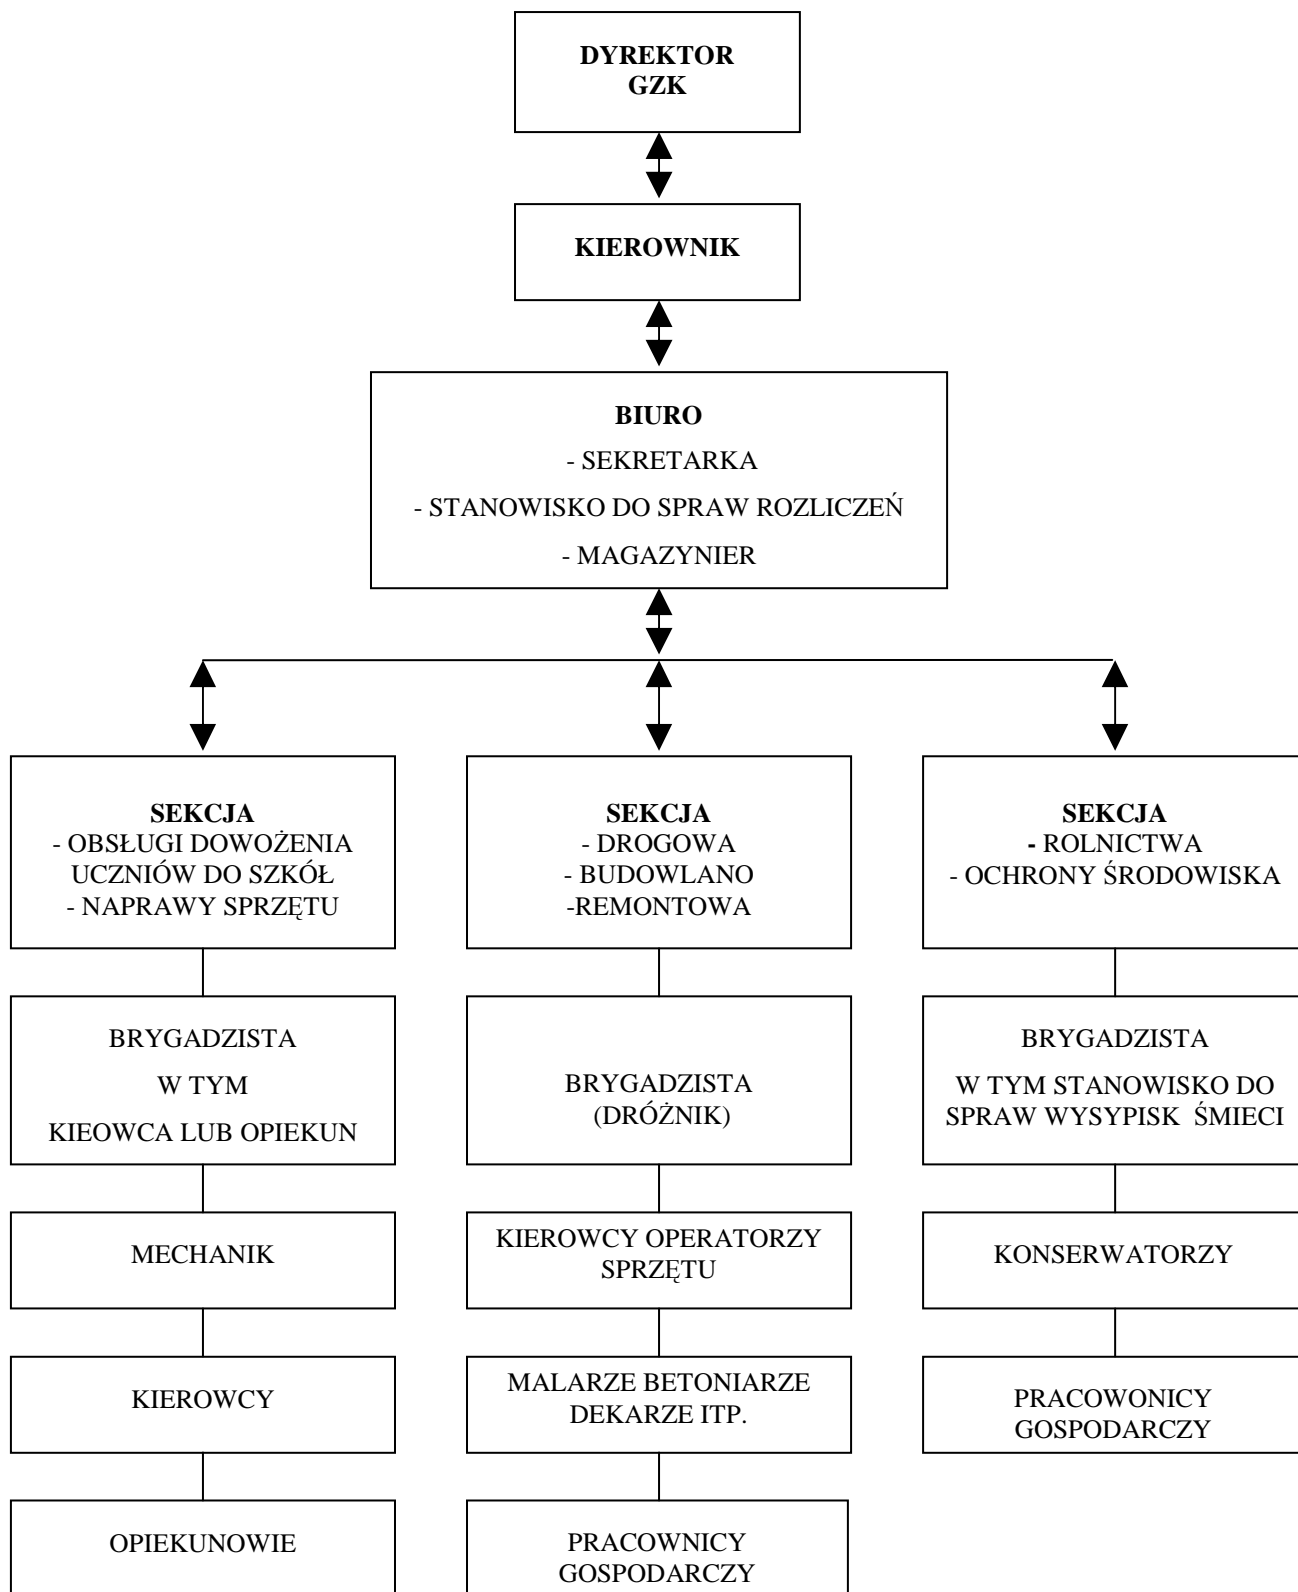 DYREKTOR
GZK
KIEROWNIK
BIURO
- SEKRETARKA
- STANOWISKO DO SPRAW ROZLICZEŃ
- MAGAZYNIER
SEKCJA
- OBSŁUGI DOWOŻENIA
UCZNIÓW DO SZKÓŁ
- NAPRAWY SPRZĘTU
SEKCJA
- DROGOWA
- BUDOWLANO
-REMONTOWA
SEKCJA
- ROLNICTWA
- OCHRONY ŚRODOWISKA
BRYGADZISTA
W TYM
KIEOWCA LUB OPIEKUN
BRYGADZISTA
(DRÓŻNIK)
BRYGADZISTA
W TYM STANOWISKO DO
SPRAW WYSYPISK  ŚMIECI
MECHANIK
KIEROWCY OPERATORZY
SPRZĘTU
KONSERWATORZY
KIEROWCY
MALARZE BETONIARZE
DEKARZE ITP.
PRACOWONICY
GOSPODARCZY
OPIEKUNOWIE
PRACOWNICY
GOSPODARCZY